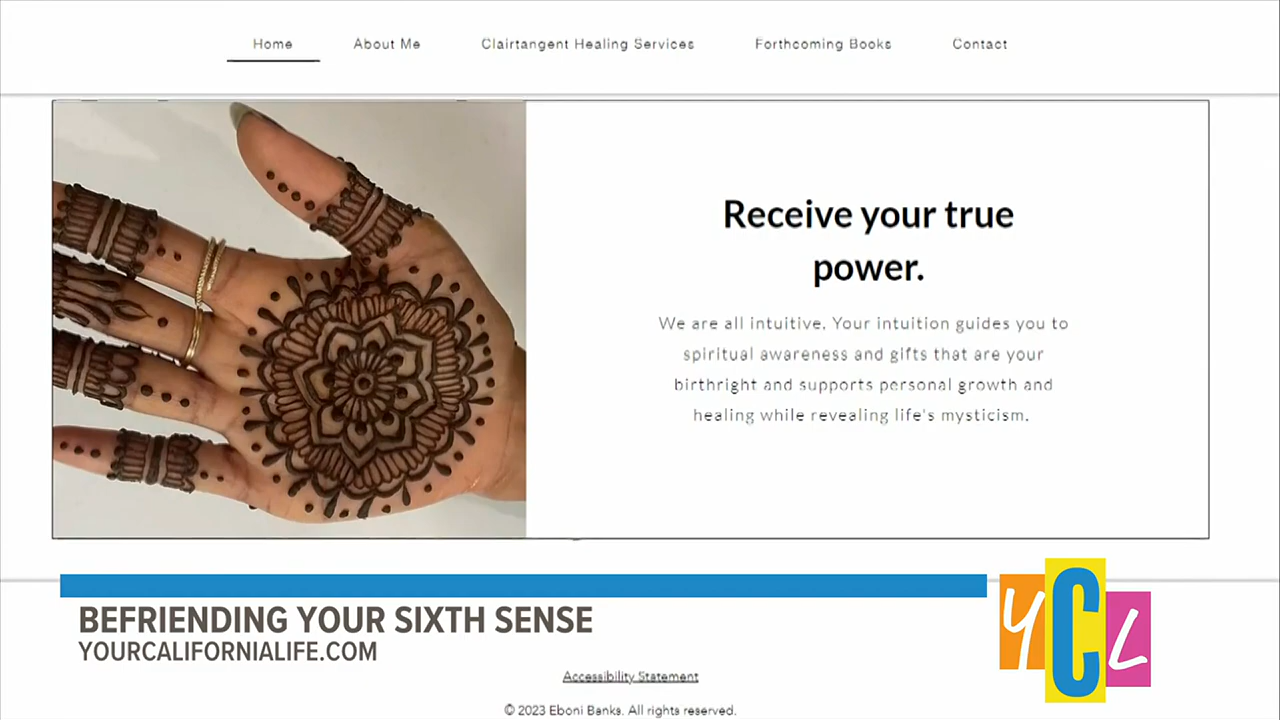 Home
About Me
Clairtangent Healing Services
Forthcoming Books
Contact
Receive your true
power.
We are all intuitive. Your intuition guides you to
spiritual awareness and gifts that are your
birthright and supports personal growth and
healing while revealing life's mysticism.
BEFRIENDING YOUR SIXTH SENSE
YOURCALIFORNIALIFE.COM
YCL
Accessibility Statement
© 2023 Eboni Banks. All rights reserved.